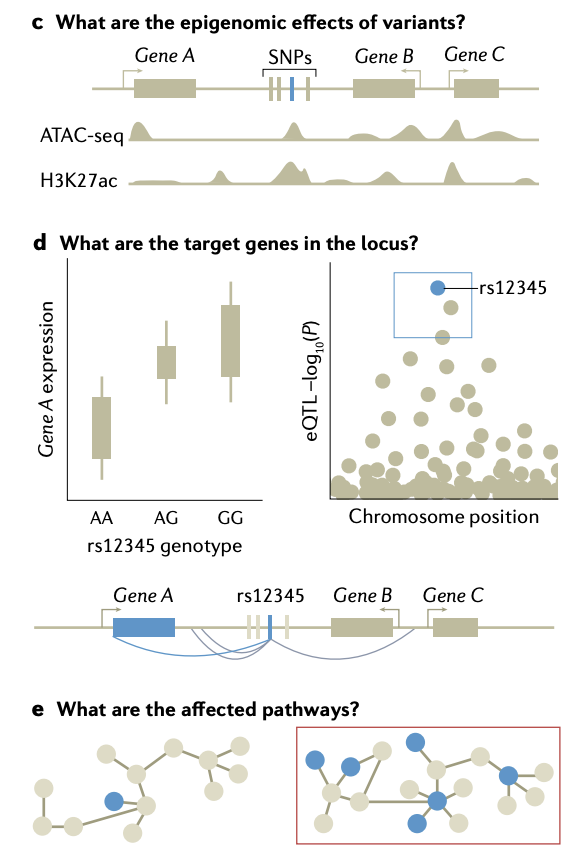 c What are the epigenomic effects of variants?
Gene A SNPs Gene B Gene C
ATAC-seq
H3K27ac
d What are the target genes in the locus?
Gene A expression
AA AG GG
rs12345 genotype
eQTL –log10(P)
rs12345
Chromosome position
Gene A rs12345 Gene B Gene C
e What are the affected pathways?